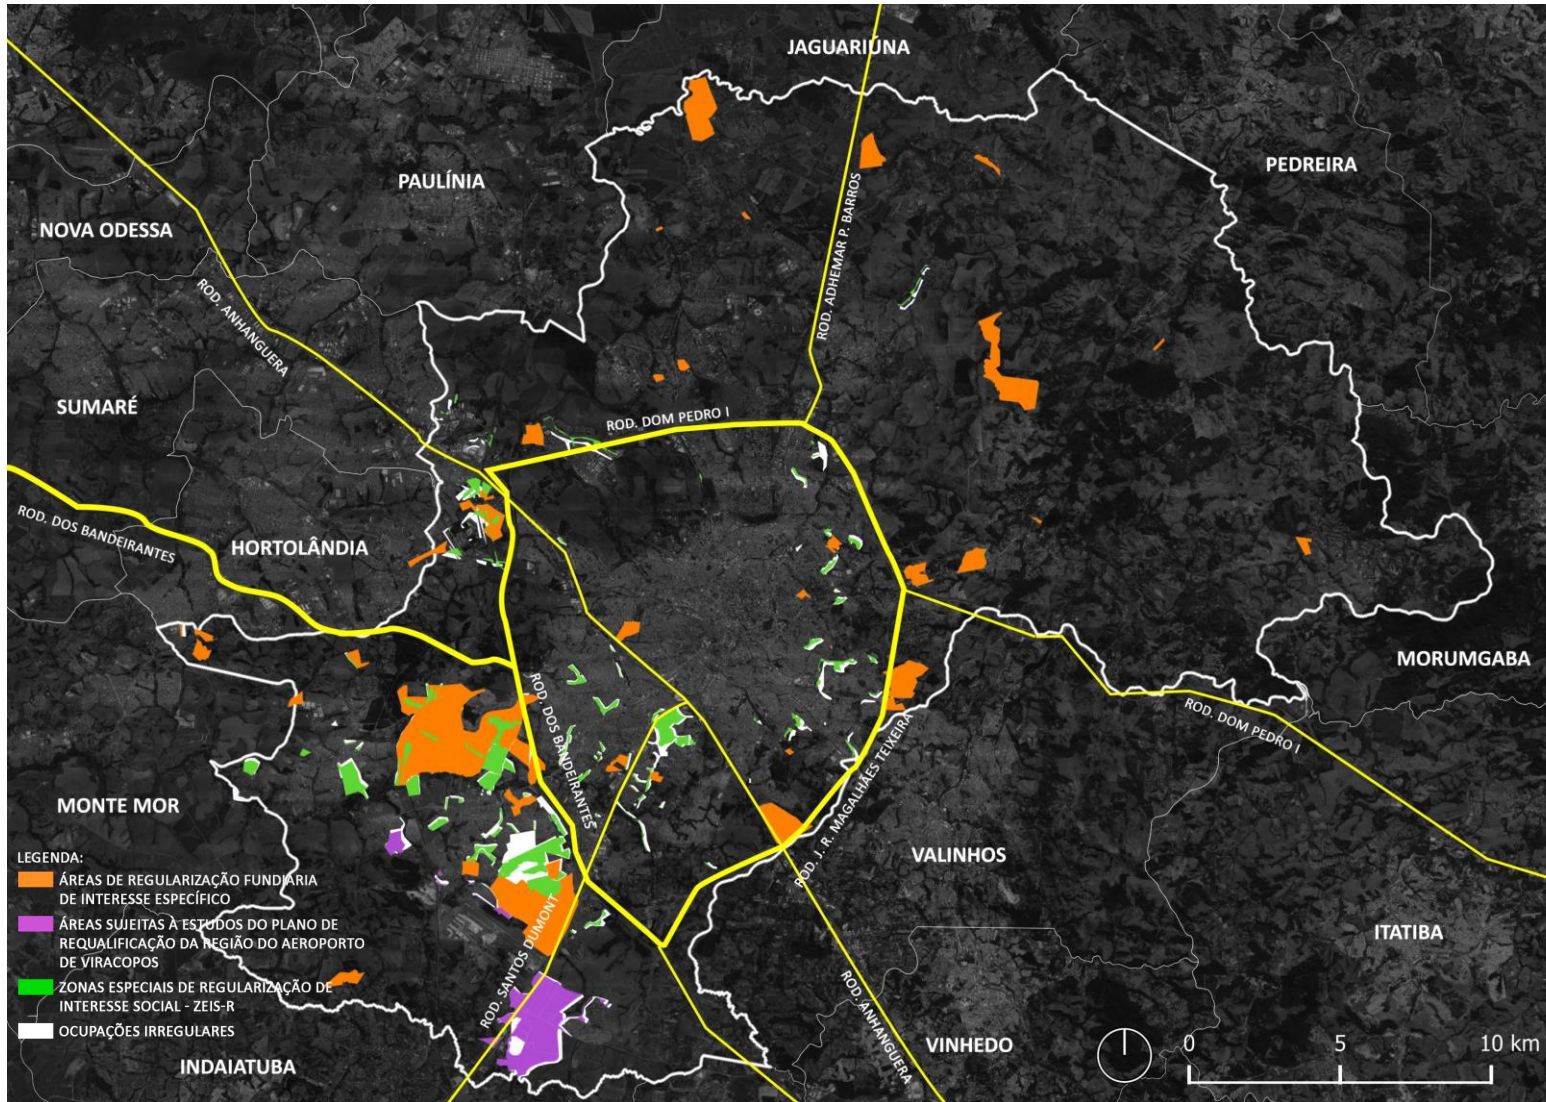 JAGUARIÚNA
PEDREIRA
PAULÍNIA
NOVA ODESSA
ROD. ADHEMAR P. BARROS
ROD. ANHANGUERA
SUMARÉ
ROD. DOM PEDRO I
ROD. DOS BANDEIRANTES
HORTOLÂNDIA
MORUMGABA
ROD. DOS BANDEIRANTES
ROD. DOM PEDRO I
ROD. J. R. MAGALHÃES TEIXEIRA
MONTE MOR
VALINHOS
LEGENDA:
ÁREAS DE REGULARIZAÇÃO FUNDIÁRIA
DE INTERESSE ESPECÍFICO
ÁREAS SUJEITAS À ESTUDOS DO PLANO DE
REQUALIFICAÇÃO DA REGIÃO DO AEROPORTO
DE VIRACOPOS
ZONAS ESPECIAIS DE REGULARIZAÇÃO DE
INTERESSE SOCIAL - ZEIS-R
OCUPAÇÕES IRREGULARES
ROD. SANTOS DUMONT
ITATIBA
ROD. ANHANGUERA
VINHEDO
INDAIATUBA
0 5 10 km